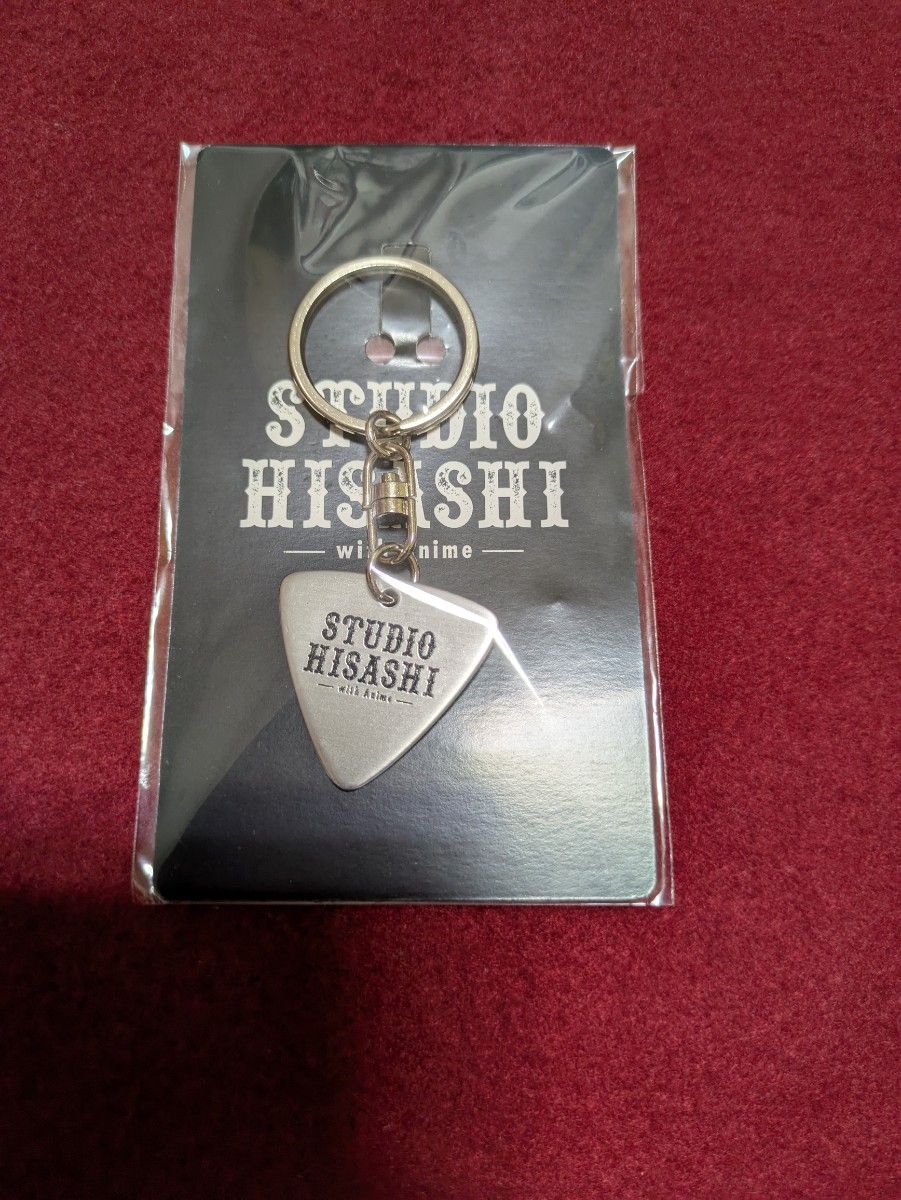 STUDIO
HISASHI
— with Anime —
STUDIO
HISASHI
— with Anime —